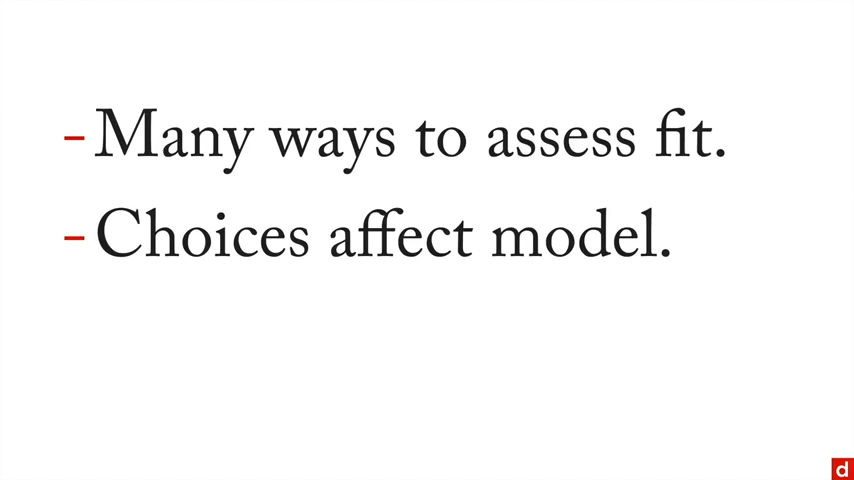 - Many ways to assess fit.
- Choices affect model.
d